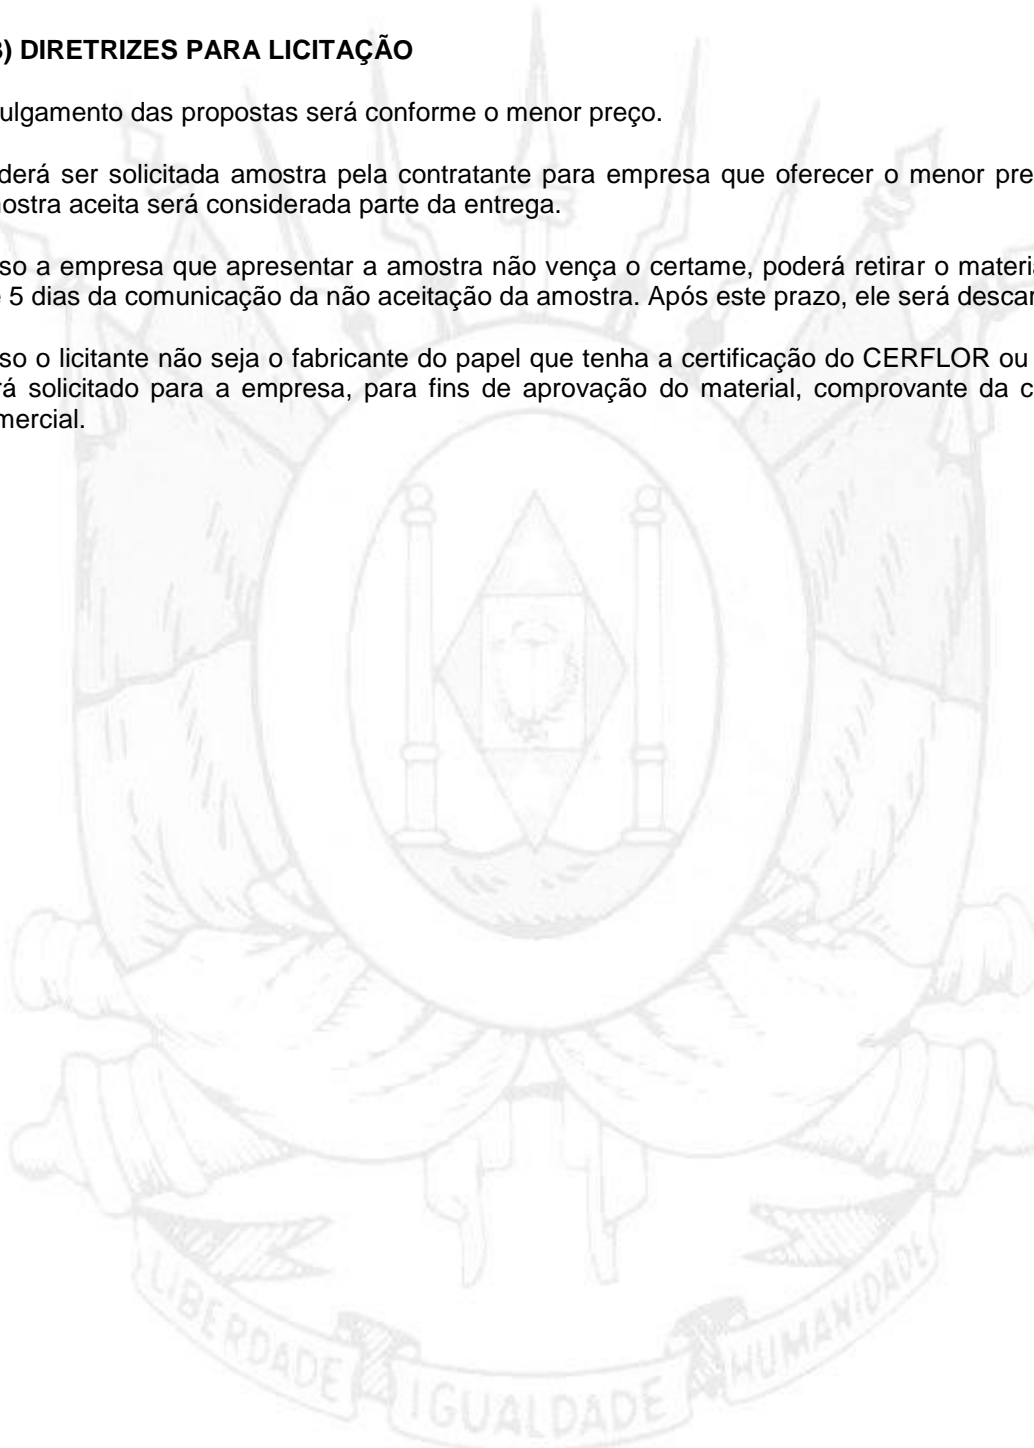 ) DIRETRIZES PARA LICITAÇÃO
ulgamento das propostas será conforme o menor preço.
derá ser solicitada amostra pela contratante para empresa que oferecer o menor pre
ostra aceita será considerada parte da entrega.
so a empresa que apresentar a amostra não vença o certame, poderá retirar o materia
5 dias da comunicação da não aceitação da amostra. Após este prazo, ele será descar
so o licitante não seja o fabricante do papel que tenha a certificação do CERFLOR ou
rá solicitado para a empresa, para fins de aprovação do material, comprovante da c
mercial.
LIBERDADE IGUALDADE HUMANIDADE